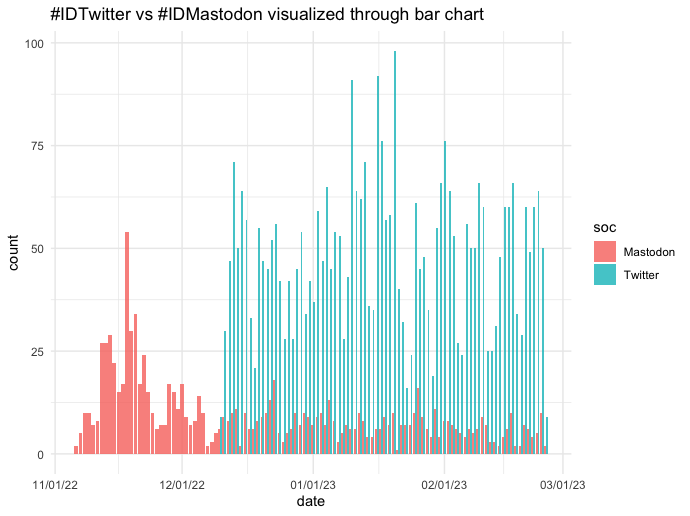 #IDTwitter vs #IDMastodon visualized through bar chart
100
75
50
25
0
count
11/01/22
12/01/22
01/01/23
02/01/23
03/01/23
date
soc
Mastodon
Twitter